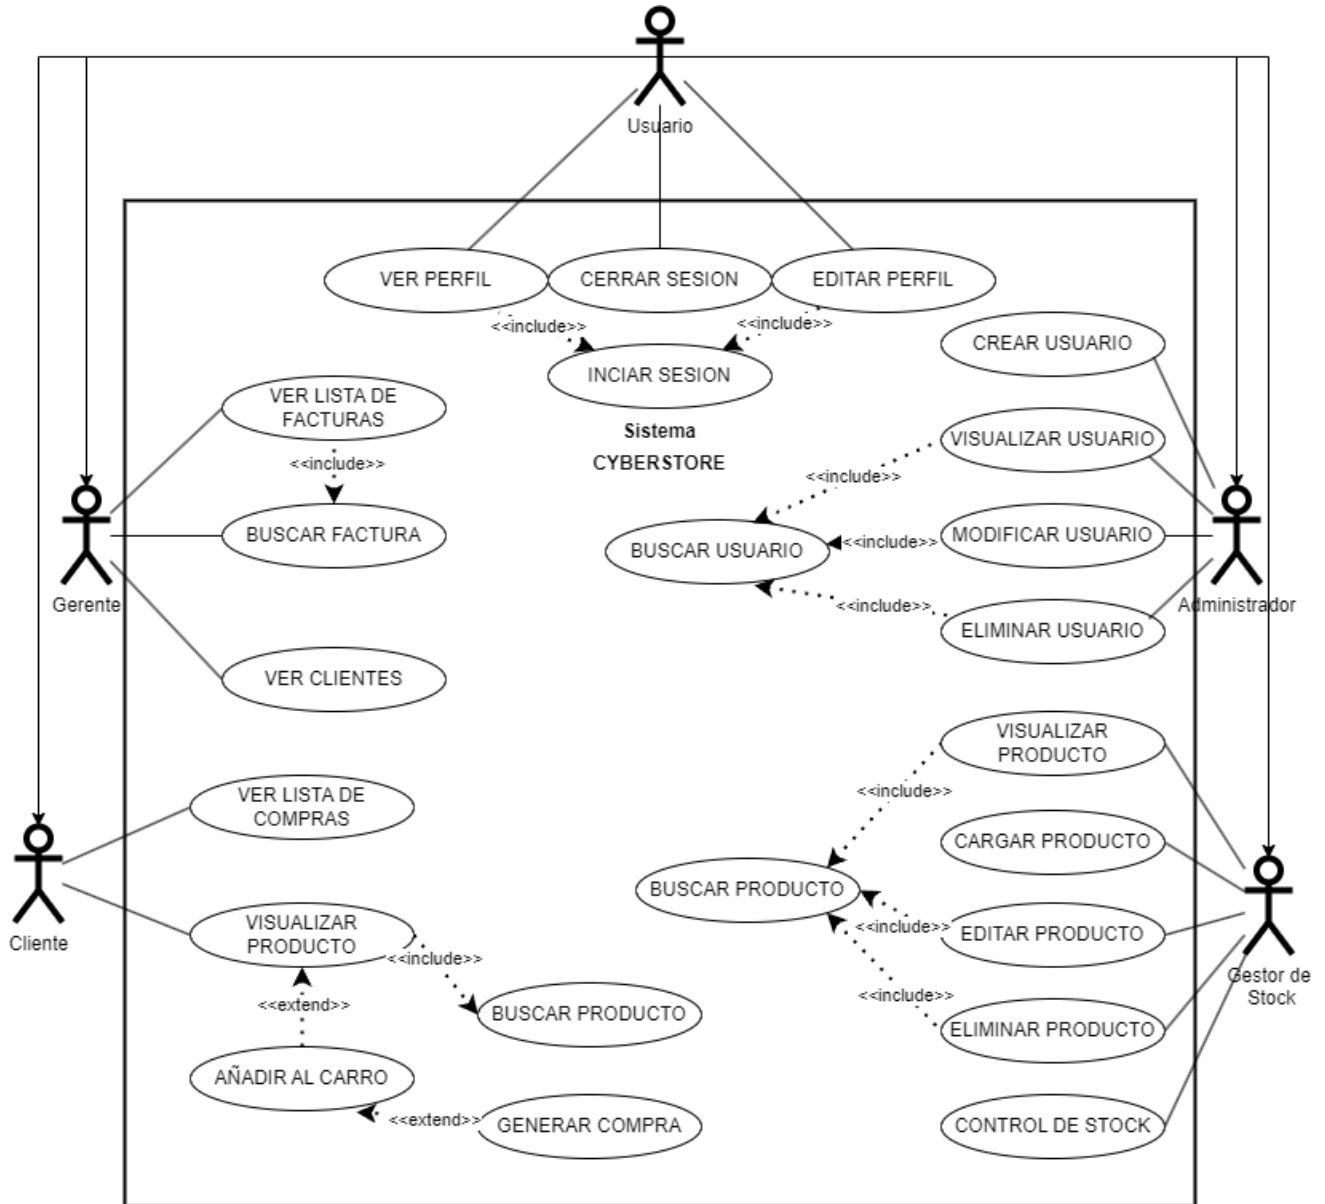 Usuario
VER PERFIL
CERRAR SESION
EDITAR PERFIL
<<include>>
<<include>>
INCIAR SESION
Sistema
CYBERSTORE
VER LISTA DE
FACTURAS
<<include>>
BUSCAR FACTURA
VER CLIENTES
Gerente
CREAR USUARIO
VISUALIZAR USUARIO
<<include>>
BUSCAR USUARIO
<<include>>
MODIFICAR USUARIO
<<include>>
ELIMINAR USUARIO
Administrador
VER LISTA DE
COMPRAS
Cliente
VISUALIZAR
PRODUCTO
<<include>>
BUSCAR PRODUCTO
<<extend>>
AÑADIR AL CARRO
<<extend>>
GENERAR COMPRA
VISUALIZAR
PRODUCTO
<<include>>
CARGAR PRODUCTO
BUSCAR PRODUCTO
<<include>>
EDITAR PRODUCTO
<<include>>
ELIMINAR PRODUCTO
CONTROL DE STOCK
Gestor de
Stock